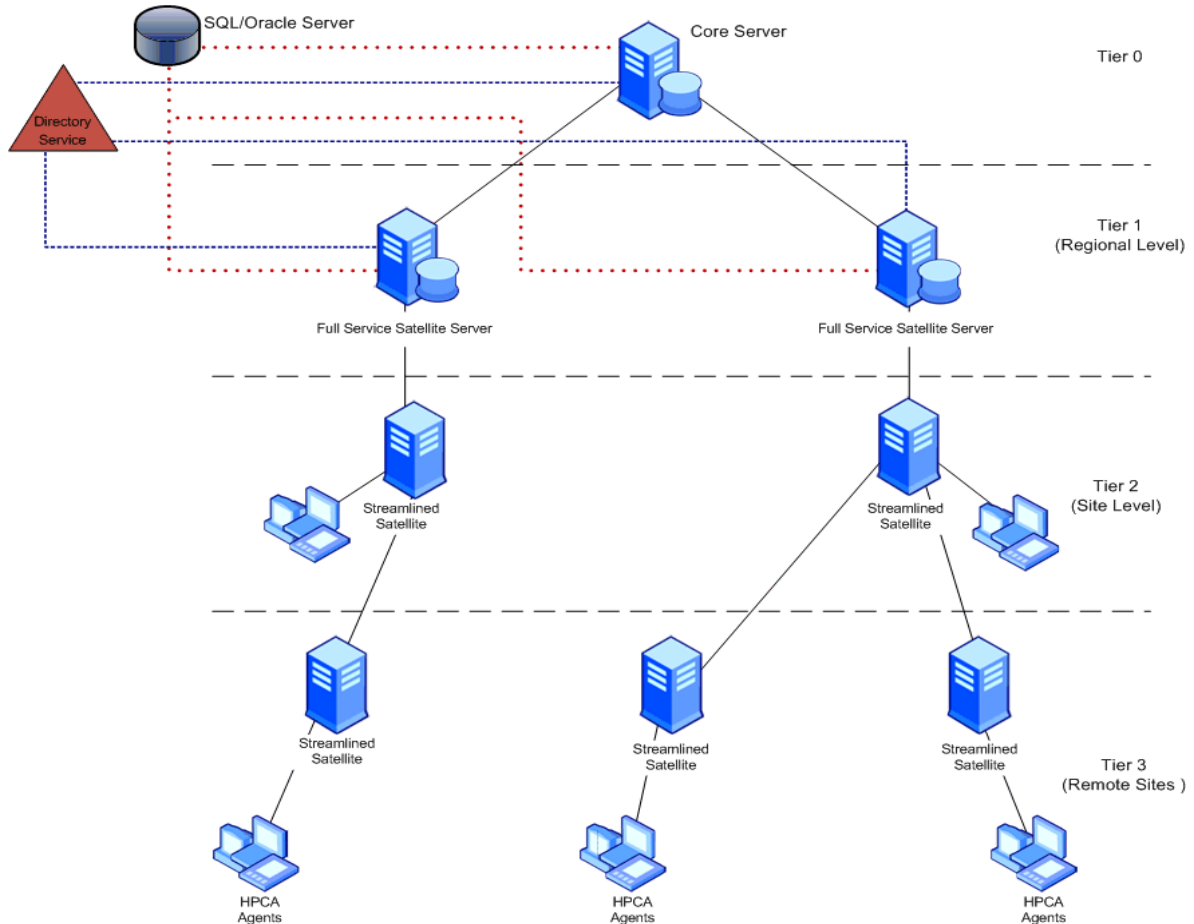 SQL/Oracle Server
Core Server
Tier 0
Directory
Service
Tier 1
(Regional Level)
Full Service Satellite Server
Full Service Satellite Server
Streamlined
Satellite
Streamlined
Satellite
Tier 2
(Site Level)
Streamlined
Satellite
Streamlined
Satellite
Streamlined
Satellite
Tier 3
(Remote Sites )
HPCA
Agents
HPCA
Agents
HPCA
Agents